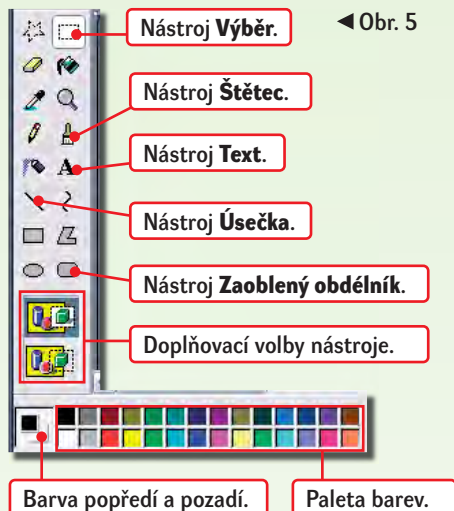 Nástroj Výběr.
◄Obr. 5
Nástroj Štětec.
A
Nástroj Text.
Nástroj Úsečka.
Nástroj Zaoblený obdélník.
Doplňovací volby nástroje.
Barva popředí a pozadí.
Paleta barev.